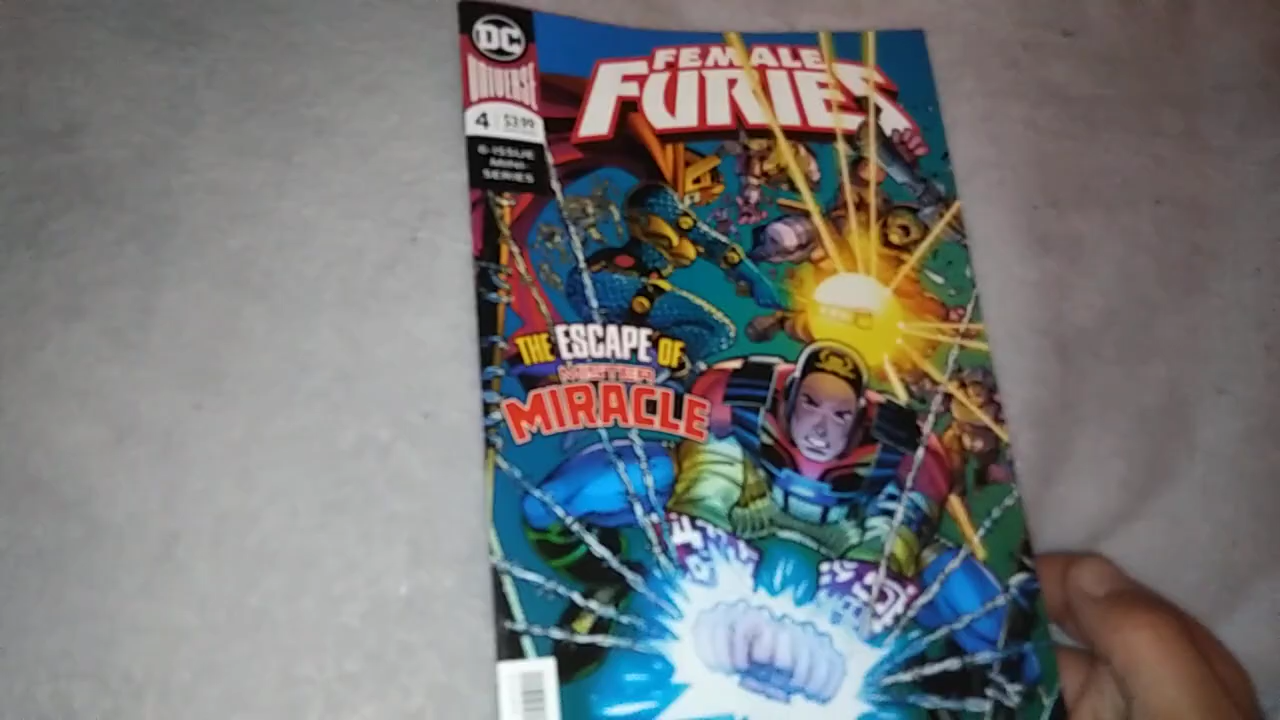 DC
UNIVERSE
4 $3.99
6-ISSUE
MINI-
SERIES
FEMALE
FURIES
THE ESCAPE OF
MISTER
MIRACLE